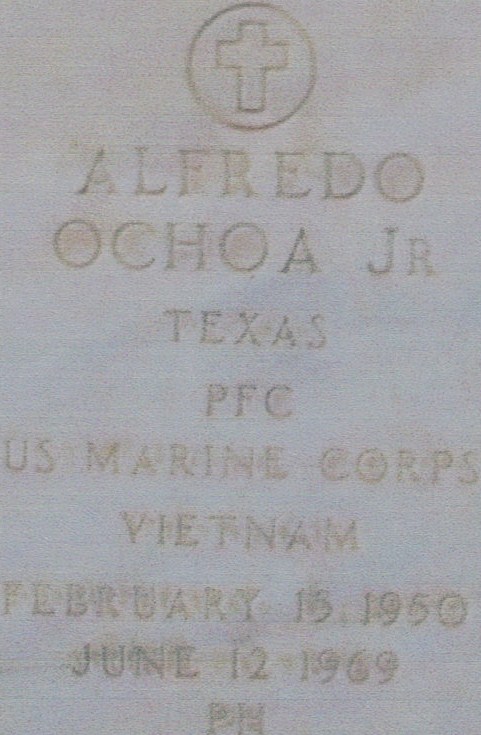 ALFREDO
OCHOA JR
TEXAS
PFC
US MARINE CORPS
VIETNAM
FEBRUARY 15 1950
JUNE 12 1969
PH